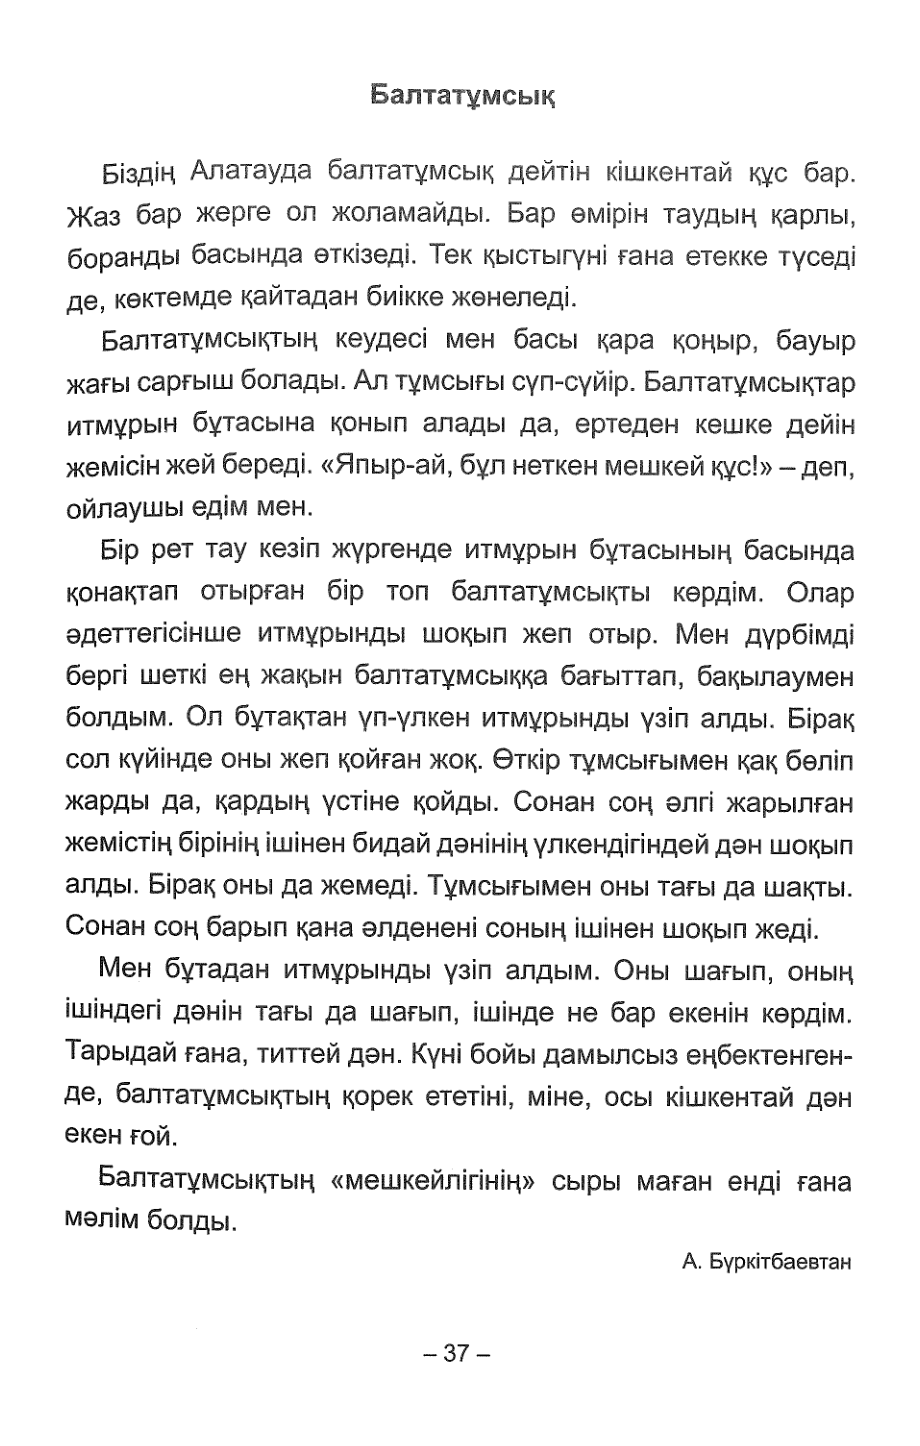 Балтатұмсық
Біздің Алатауда балтатұмсық дейтін кішкентай құс бар.
Жаз бар жерге ол жоламайды. Бар өмірін таудың қарлы,
боранды басында өткізеді. Тек қыстыгүні ғана етекке түседі
де, көктемде қайтадан биікке жөнеледі.
Балтатұмсықтың кеудесі мен басы қара қоңыр, бауыр
жағы сарғыш болады. Ал тұмсығы сүп-сүйір. Балтатұмсықтар
итмұрын бұтасына қонып алады да, ертеден кешке дейін
жемісін жей береді. «Япыр-ай, бұл неткен мешкей құс!» – деп,
ойлаушы едім мен.
Бір рет тау кезіп жүргенде итмұрын бұтасының басында
қонақтап отырған бір топ балтатұмсықты көрдім. Олар
әдеттегісінше итмұрынды шоқып жеп отыр. Мен дүрбімді
бергі шеткі ең жақын балтатұмсыққа бағыттап, бақылаумен
болдым. Ол бұтақтан үп-үлкен итмұрынды үзіп алды. Бірақ
сол күйінде оны жеп қойған жоқ. Өткір тұмсығымен қақ бөліп
жарды да, қардың үстіне қойды. Сонан соң әлгі жарылған
жемістің бірінің ішінен бидай дәнінің үлкендігіндей дән шоқып
алды. Бірақ оны да жемеді. Тұмсығымен оны тағы да шақты.
Сонан соң барып қана әлденені соның ішінен шоқып жеді.
Мен бұтадан итмұрынды үзіп алдым. Оны шағып, оның
ішіндегі дәнін тағы да шағып, ішінде не бар екенін көрдім.
Тарыдай ғана, титтей дән. Күні бойы дамылсыз еңбектенген-
де, балтатұмсықтың қорек ететіні, міне, осы кішкентай дән
екен ғой.
Балтатұмсықтың «мешкейлігінің» сыры маған енді ғана
мәлім болды.
А. Бүркітбаевтан
– 37 –